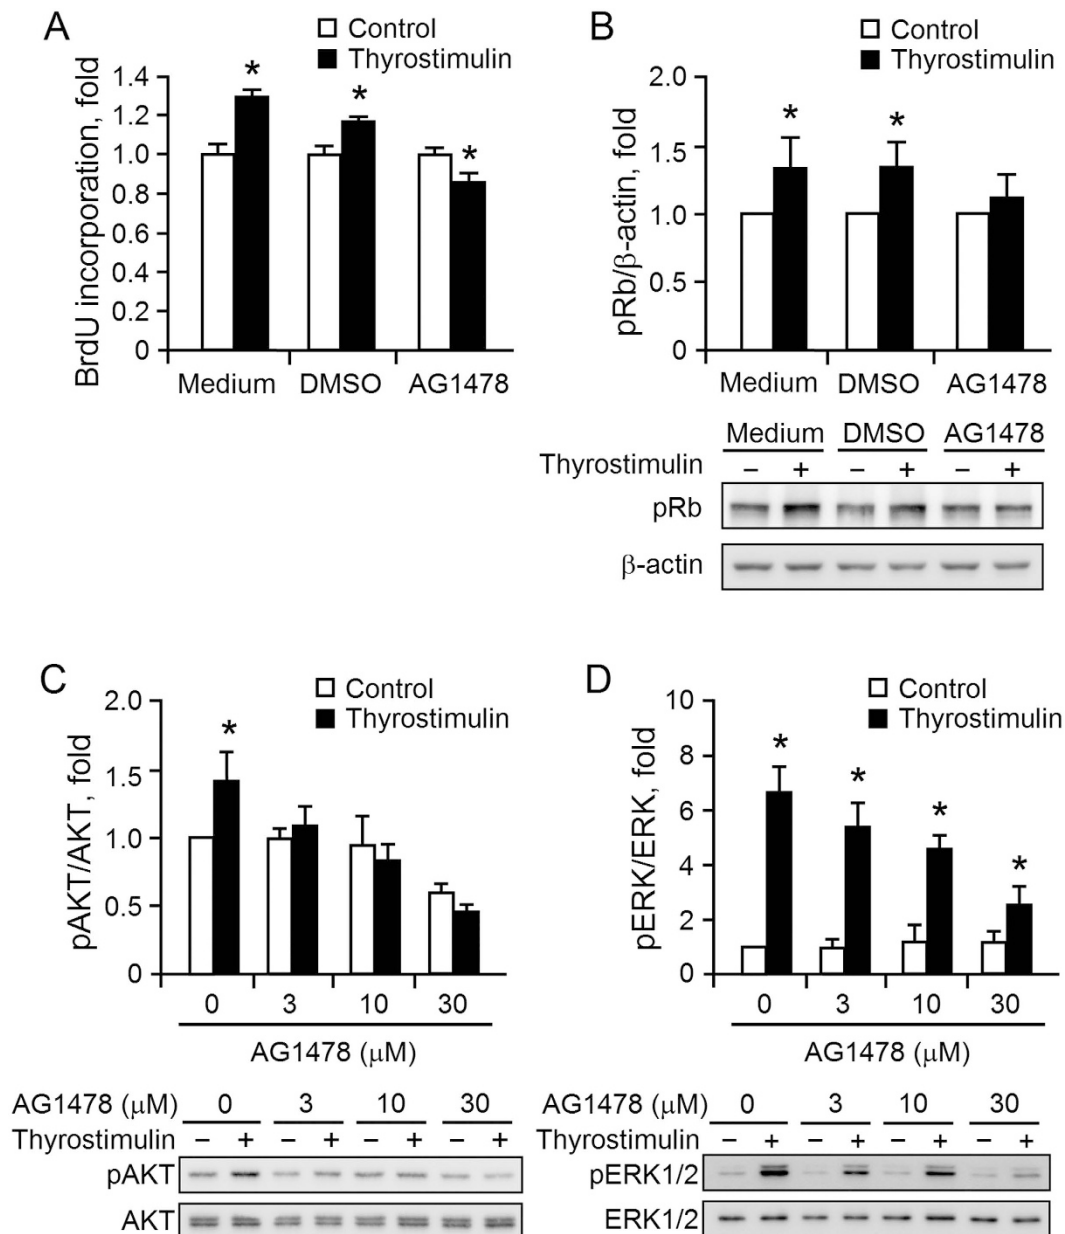 A
Control
Thyrostimulin
BrdU incorporation, fold
1.4
1.2
1.0
0.8
0.6
0.4
0.2
0
*
*
*
Medium DMSO AG1478
B
Control
Thyrostimulin
pRb/β-actin, fold
2.0
1.5
1.0
0.5
0
*
*
Medium DMSO AG1478
Medium DMSO AG1478
Thyrostimulin − + − + − +
pRb
β-actin
C
Control
Thyrostimulin
pAKT/AKT, fold
2.0
1.5
1.0
0.5
0
*
0 3 10 30
AG1478 (μM)
AG1478 (μM) 0 3 10 30
Thyrostimulin − + − + − + − +
pAKT
AKT
D
Control
Thyrostimulin
pERK/ERK, fold
10
8
6
4
2
0
*
*
*
*
0 3 10 30
AG1478 (μM)
AG1478 (μM) 0 3 10 30
Thyrostimulin − + − + − + − +
pERK1/2
ERK1/2